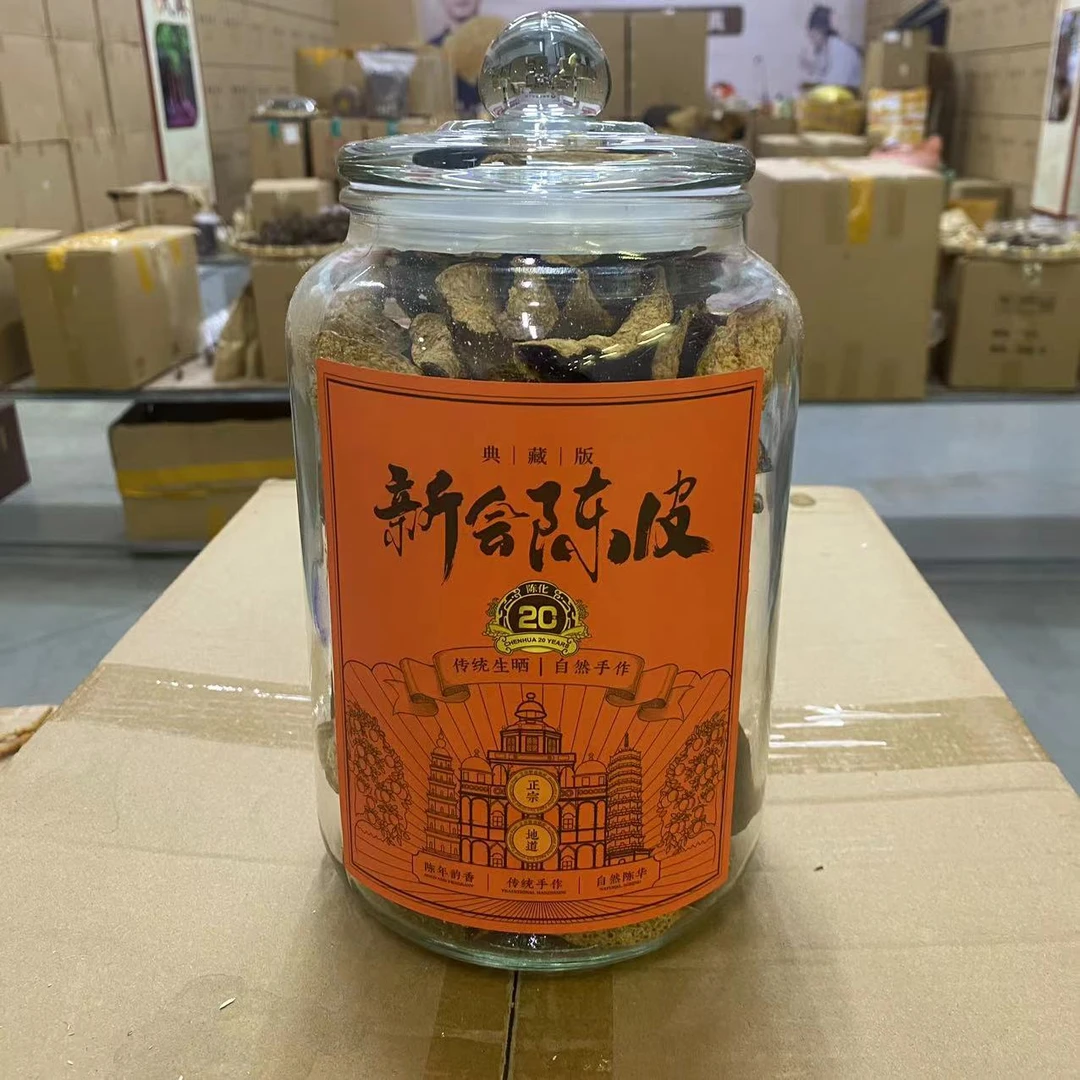 典｜藏｜版
新会陈皮
陈化
20
CHENHUA 20 YEARS
传统生晒｜自然手作
正宗
地道
陈年韵香｜传统手作｜自然陈华